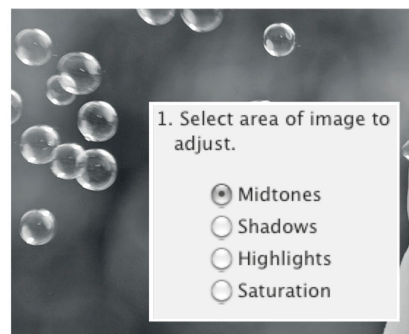 1. Select area of image to
adjust.
Midtones
Shadows
Highlights
Saturation